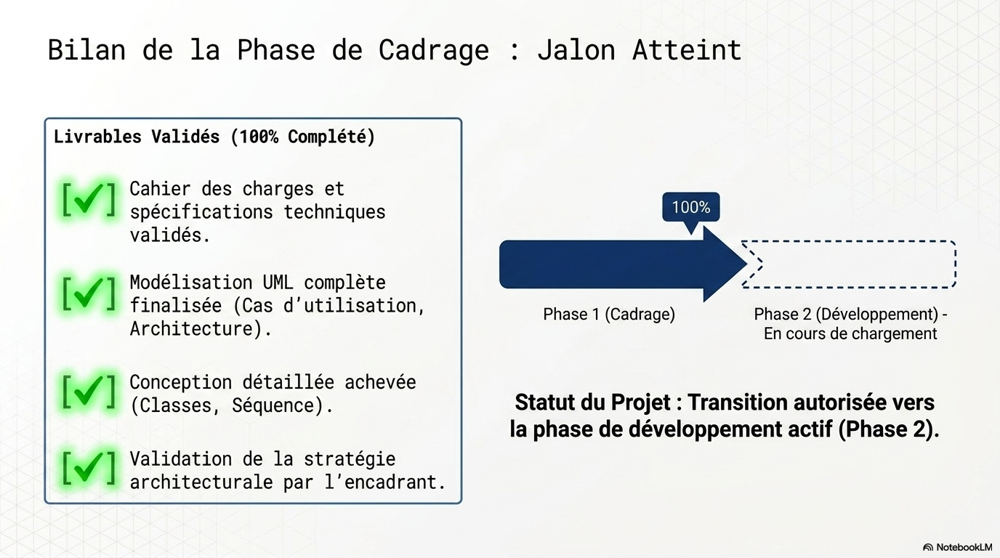 Bilan de la Phase de Cadrage : Jalon Atteint
Livrables Validés (100% Complété)
[✓] Cahier des charges et
spécifications techniques
validés.
[✓] Modélisation UML complète
finalisée (Cas d’utilisation,
Architecture).
[✓] Conception détaillée achevée
(Classes, Séquence).
[✓] Validation de la stratégie
architecturale par l’encadrant.
100%
Phase 1 (Cadrage)
Phase 2 (Développement) -
En cours de chargement
Statut du Projet : Transition autorisée vers
la phase de développement actif (Phase 2).
NotebookLM